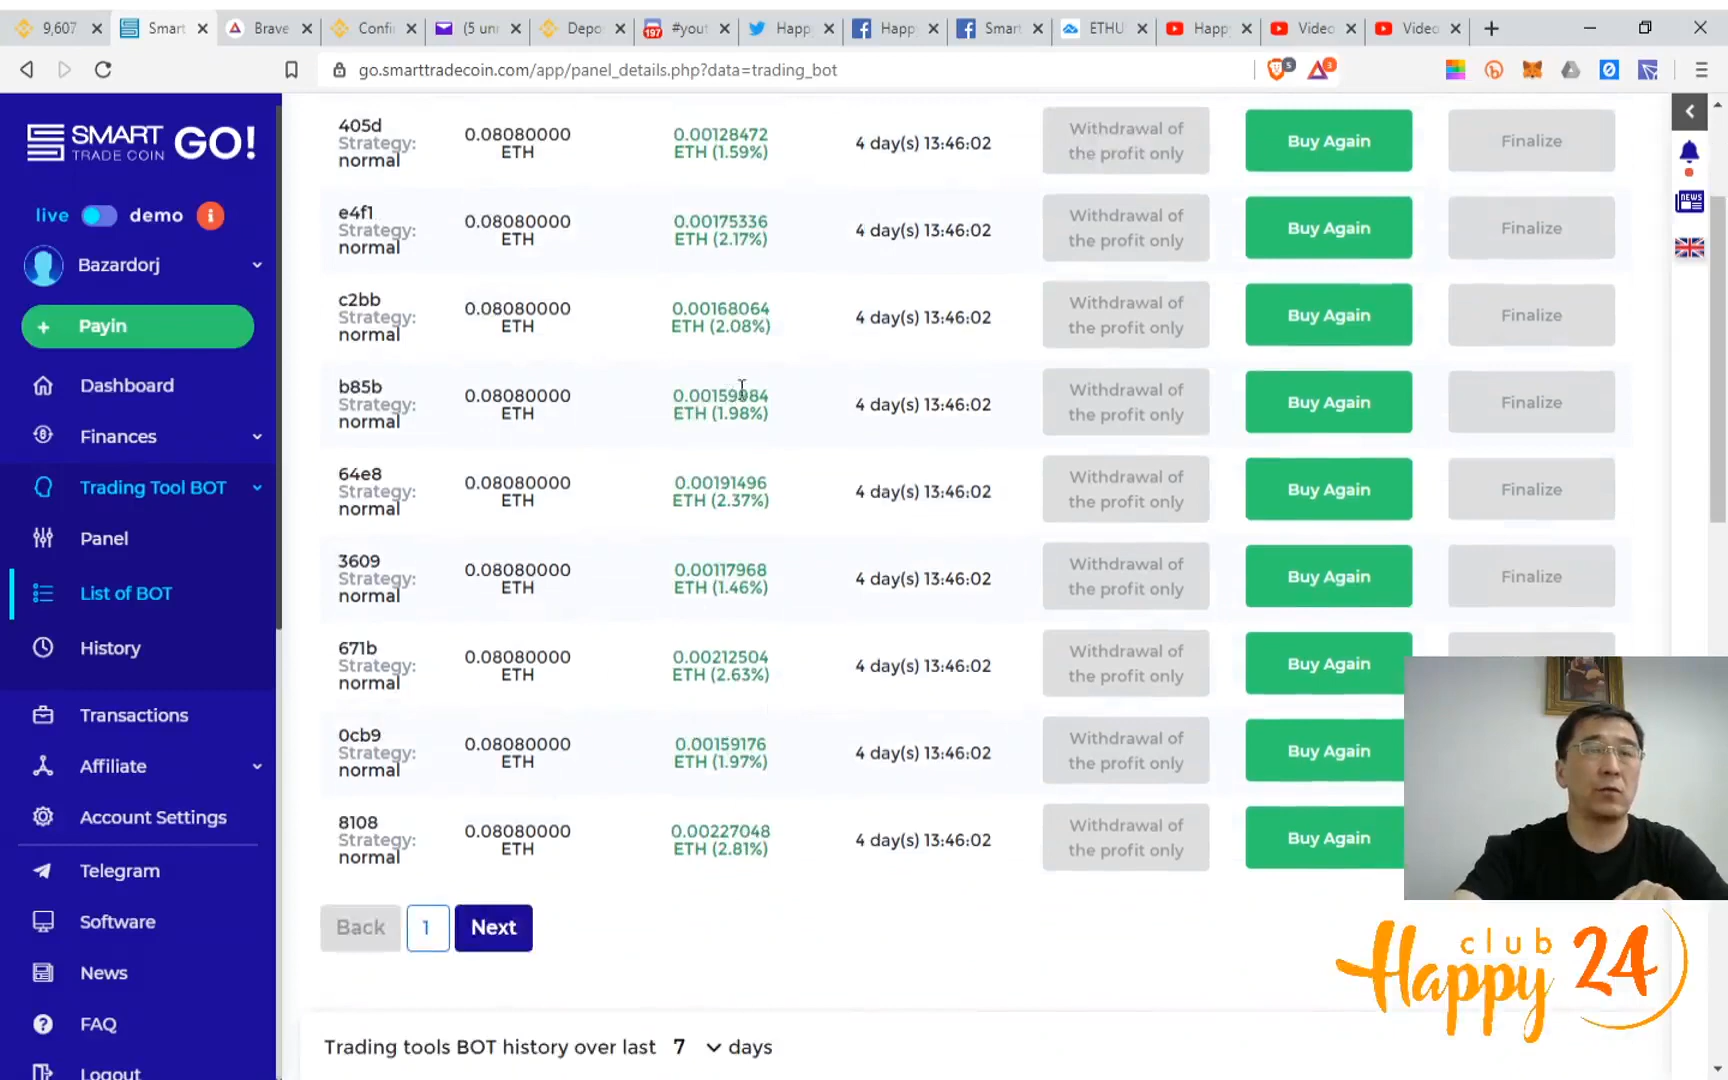 9,607
Smart
Brave
Confir
(5 unr
Depo
197
#yout
Happ
Happ
Smart
ETHU
Happ
Video
Video
go.smarttradecoin.com/app/panel_details.php?data=trading_bot
5
3
SMART
TRADE COIN
GO!
live
demo
i
Bazardorj
+ Payin
Dashboard
Finances
Trading Tool BOT
Panel
List of BOT
History
Transactions
Affiliate
Account Settings
Telegram
Software
News
FAQ
Logout
405d
Strategy:
normal
0.08080000
ETH
0.00128472
ETH (1.59%)
4 day(s) 13:46:02
Withdrawal of
the profit only
Buy Again
Finalize
e4f1
Strategy:
normal
0.08080000
ETH
0.00175336
ETH (2.17%)
4 day(s) 13:46:02
Withdrawal of
the profit only
Buy Again
Finalize
c2bb
Strategy:
normal
0.08080000
ETH
0.00168064
ETH (2.08%)
4 day(s) 13:46:02
Withdrawal of
the profit only
Buy Again
Finalize
b85b
Strategy:
normal
0.08080000
ETH
0.00159984
ETH (1.98%)
4 day(s) 13:46:02
Withdrawal of
the profit only
Buy Again
Finalize
64e8
Strategy:
normal
0.08080000
ETH
0.00191496
ETH (2.37%)
4 day(s) 13:46:02
Withdrawal of
the profit only
Buy Again
Finalize
3609
Strategy:
normal
0.08080000
ETH
0.00117968
ETH (1.46%)
4 day(s) 13:46:02
Withdrawal of
the profit only
Buy Again
Finalize
671b
Strategy:
normal
0.08080000
ETH
0.00212504
ETH (2.63%)
4 day(s) 13:46:02
Withdrawal of
the profit only
Buy Again
0cb9
Strategy:
normal
0.08080000
ETH
0.00159176
ETH (1.97%)
4 day(s) 13:46:02
Withdrawal of
the profit only
Buy Again
8108
Strategy:
normal
0.08080000
ETH
0.00227048
ETH (2.81%)
4 day(s) 13:46:02
Withdrawal of
the profit only
Buy Again
Back
1
Next
Trading tools BOT history over last 7 days
NEWS
club
Happy 24